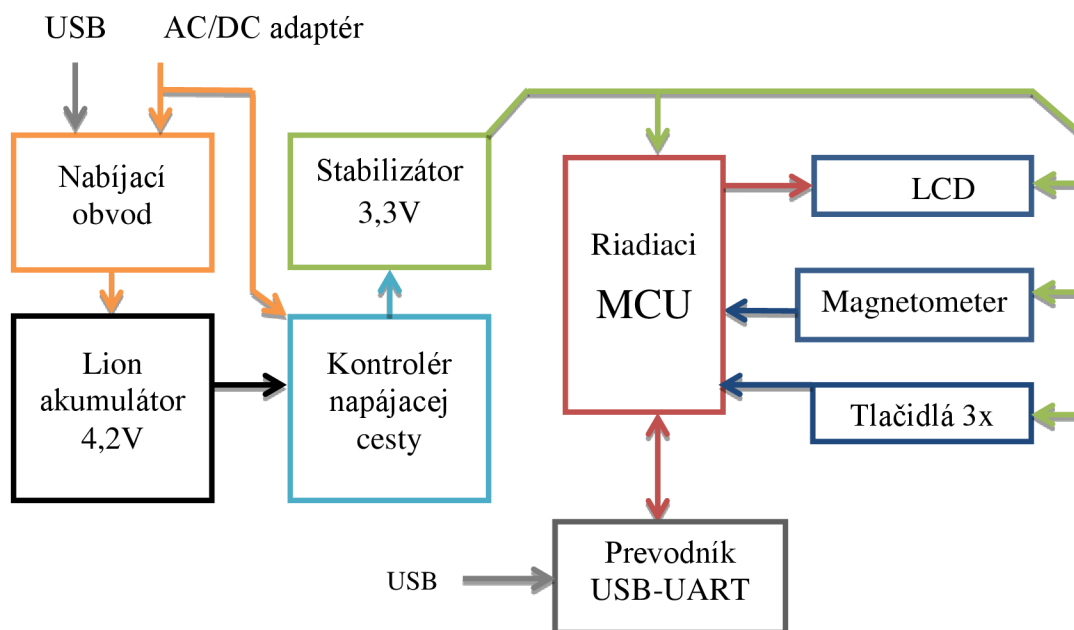 USB
AC/DC adaptér
Nabíjací
obvod
Stabilizátor
3,3V
Lion
akumulátor
4,2V
Kontrolér
napájacej
cesty
Riadiaci
MCU
LCD
Magnetometer
Tlačidlá 3x
USB
Prevodník
USB-UART